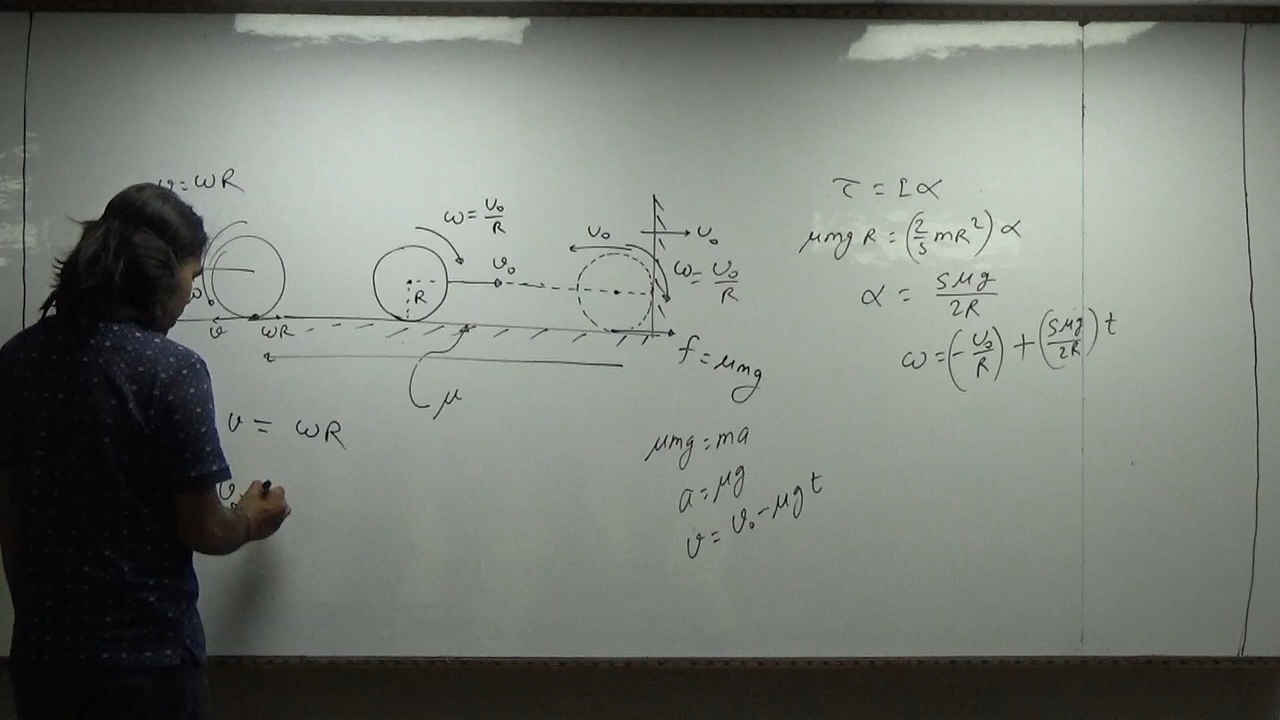 v = ωR
ω
v
ωR
ω = v₀/R
v₀
R
v₀
v₀
ω = v₀/R
f = μmg
μ
v = ωR
v₀
μmg = ma
a = μg
v = v₀ - μgt
τ = Iα
μmg R = (2/5 mR²) α
α = 5μg/2R
ω = (-v₀/R) + (5μg/2R) t